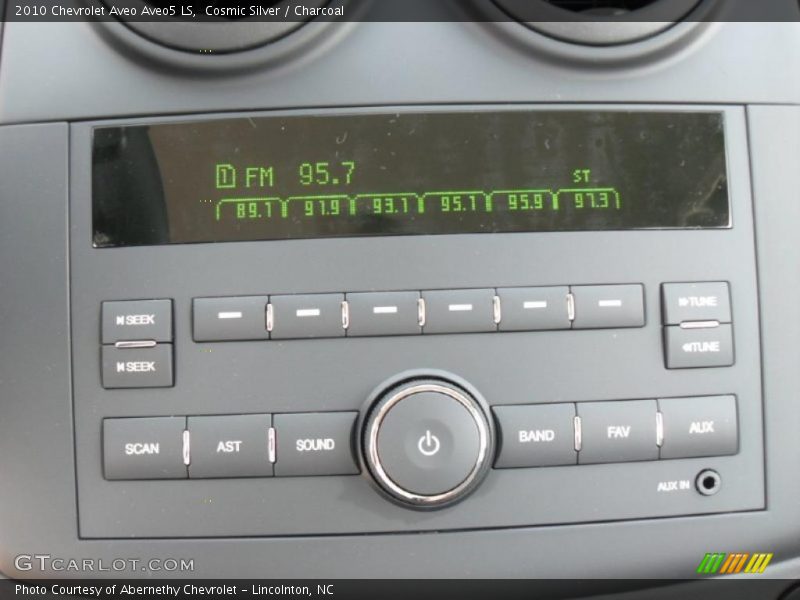 2010 Chevrolet Aveo Aveo5 LS, Cosmic Silver / Charcoal
1 FM 95.7 ST
89.1 91.9 93.1 95.1 95.9 97.3
SEEK
SEEK
TUNE
TUNE
SCAN AST SOUND BAND FAV AUX
AUX IN
GTCARLOT.COM
Photo Courtesy of Abernethy Chevrolet - Lincolnton, NC